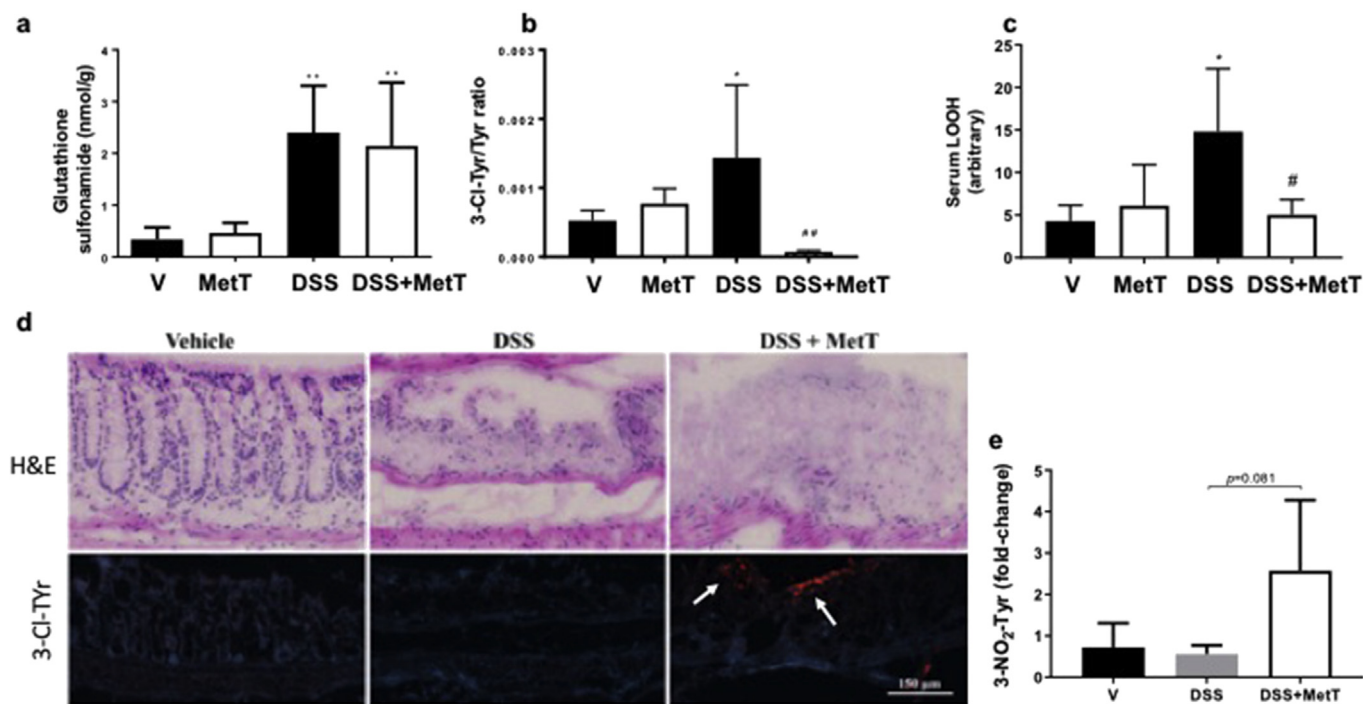 a
Glutathione
sulfonamide (nmol/g)
4
3
2
1
0
**
**
V MetT DSS DSS+MetT
b
3-Cl-Tyr/Tyr ratio
0.003
0.002
0.001
0.000
*
##
V MetT DSS DSS+MetT
c
Serum LOOH
(arbitrary)
25
20
15
10
5
0
*
#
V MetT DSS DSS+MetT
d
Vehicle DSS DSS + MetT
H&E
3-Cl-TYr
150 µm
e
3-NO2-Tyr (fold-change)
5
4
3
2
1
0
p=0.081
V DSS DSS+MetT